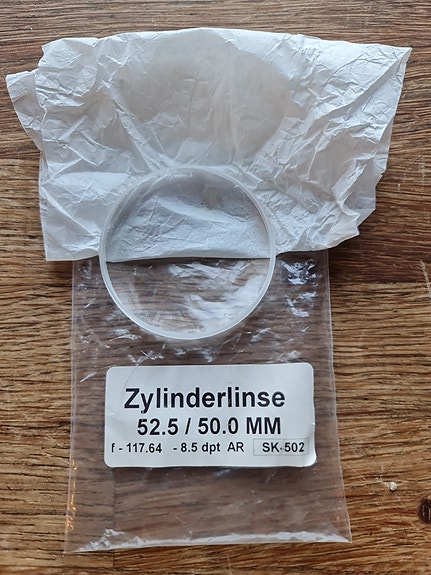 Zylinderlinse
52.5 / 50.0 MM
f - 117.64 - 8.5 dpt AR SK-502